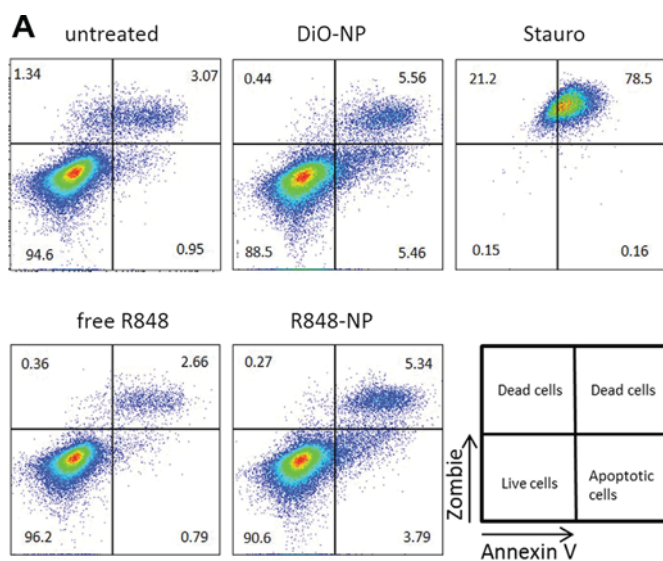 A
untreated DiO-NP Stauro
1.34 3.07 0.44 5.56 21.2 78.5
94.6 0.95 88.5 5.46 0.15 0.16
free R848 R848-NP
0.36 2.66 0.27 5.34
Dead cells Dead cells
Live cells Apoptotic
cells
96.2 0.79 90.6 3.79
Zombie
Annexin V